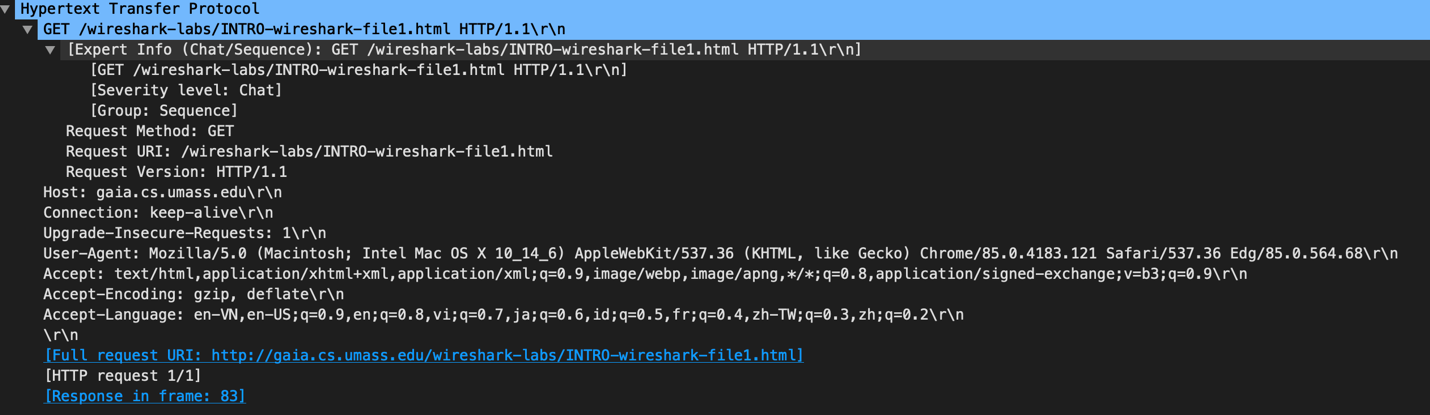 Hypertext Transfer Protocol
GET /wireshark-labs/INTRO-wireshark-file1.html HTTP/1.1\r\n
[Expert Info (Chat/Sequence): GET /wireshark-labs/INTRO-wireshark-file1.html HTTP/1.1\r\n]
[GET /wireshark-labs/INTRO-wireshark-file1.html HTTP/1.1\r\n]
[Severity level: Chat]
[Group: Sequence]
Request Method: GET
Request URI: /wireshark-labs/INTRO-wireshark-file1.html
Request Version: HTTP/1.1
Host: gaia.cs.umass.edu\r\n
Connection: keep-alive\r\n
Upgrade-Insecure-Requests: 1\r\n
User-Agent: Mozilla/5.0 (Macintosh; Intel Mac OS X 10_14_6) AppleWebKit/537.36 (KHTML, like Gecko) Chrome/85.0.4183.121 Safari/537.36 Edg/85.0.564.68\r\n
Accept: text/html,application/xhtml+xml,application/xml;q=0.9,image/webp,image/apng,*/*;q=0.8,application/signed-exchange;v=b3;q=0.9\r\n
Accept-Encoding: gzip, deflate\r\n
Accept-Language: en-VN,en-US;q=0.9,en;q=0.8,vi;q=0.7,ja;q=0.6,id;q=0.5,fr;q=0.4,zh-TW;q=0.3,zh;q=0.2\r\n
\r\n
[Full request URI: http://gaia.cs.umass.edu/wireshark-labs/INTRO-wireshark-file1.html]
[HTTP request 1/1]
[Response in frame: 83]